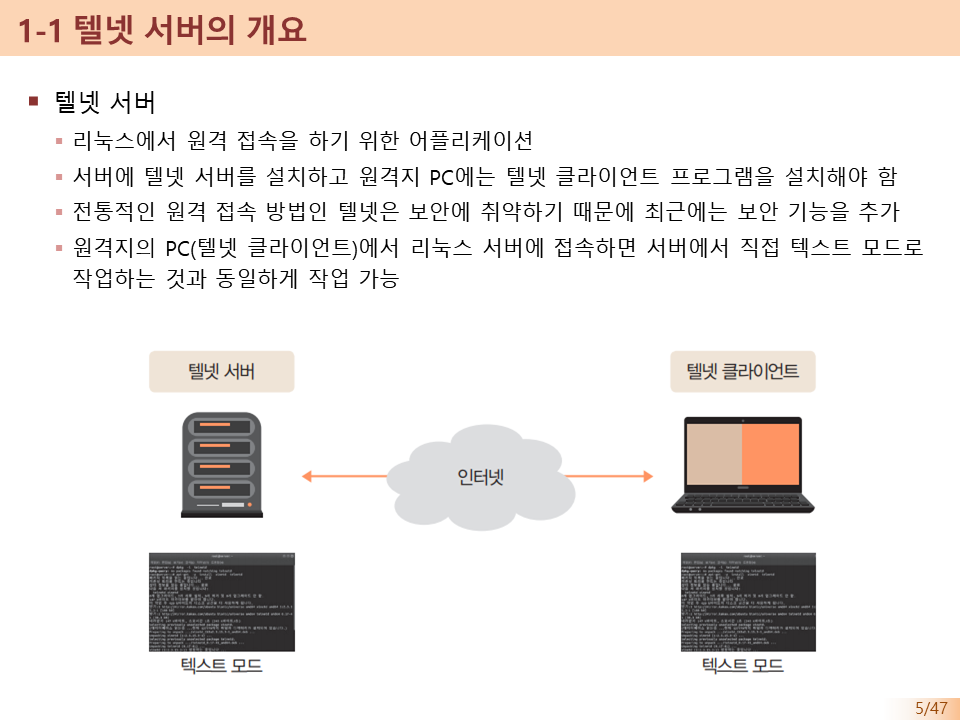 1-1 텔넷 서버의 개요
텔넷 서버
리눅스에서 원격 접속을 하기 위한 어플리케이션
서버에 텔넷 서버를 설치하고 원격지 PC에는 텔넷 클라이언트 프로그램을 설치해야 함
전통적인 원격 접속 방법인 텔넷은 보안에 취약하기 때문에 최근에는 보안 기능을 추가
원격지의 PC(텔넷 클라이언트)에서 리눅스 서버에 접속하면 서버에서 직접 텍스트 모드로
작업하는 것과 동일하게 작업 가능
텔넷 서버
텔넷 클라이언트
인터넷
텍스트 모드
텍스트 모드
5/47